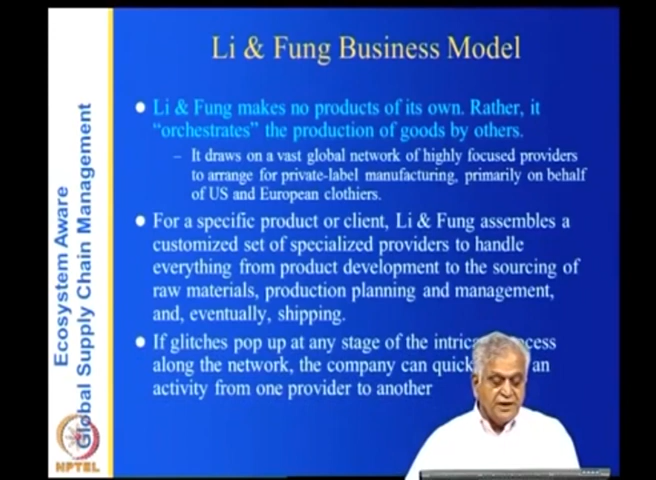 Li & Fung Business Model
Li & Fung makes no products of its own. Rather, it
"orchestrates" the production of goods by others.
– It draws on a vast global network of highly focused providers
to arrange for private-label manufacturing, primarily on behalf
of US and European clothiers.
For a specific product or client, Li & Fung assembles a
customized set of specialized providers to handle
everything from product development to the sourcing of
raw materials, production planning and management,
and, eventually, shipping.
If glitches pop up at any stage of the
along the network, the company can an
activity from one provider to another
Ecosystem Aware
Global Supply Chain Management
NPTEL